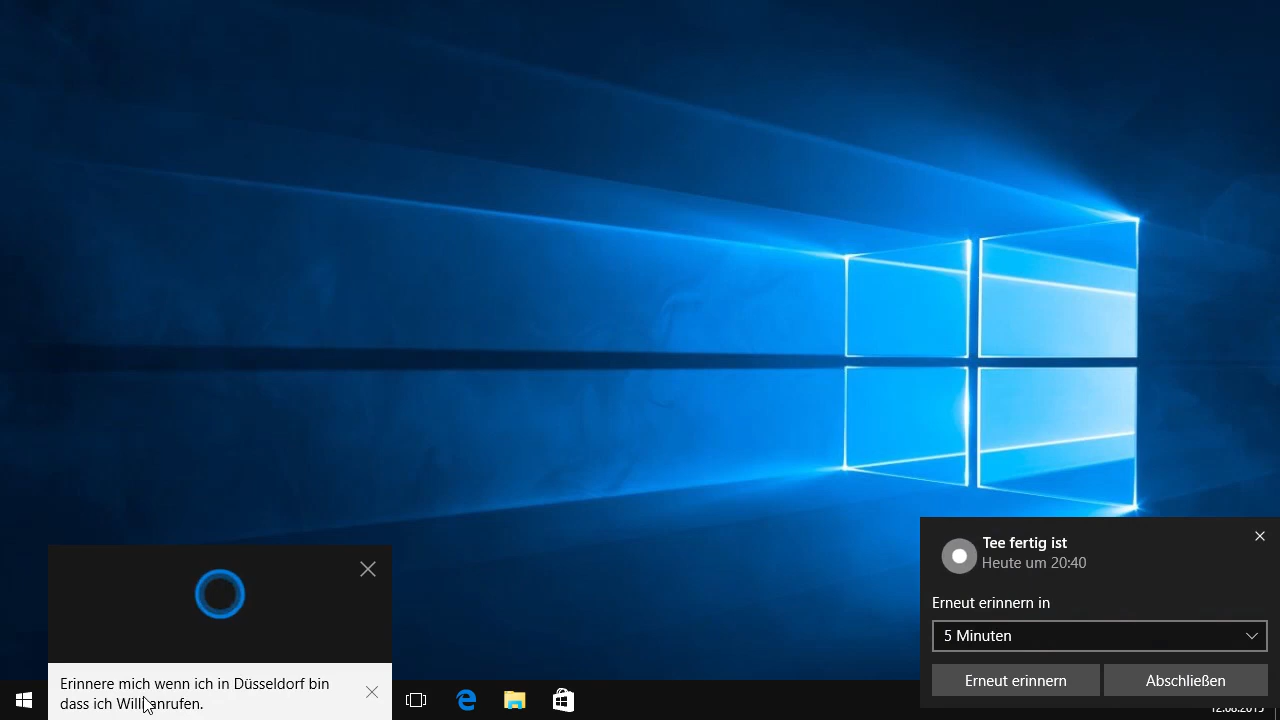 Tee fertig ist
Heute um 20:40
Erneut erinnern in
5 Minuten
Erneut erinnern
Abschließen
Erinnere mich wenn ich in Düsseldorf bin
dass ich Willi anrufen.